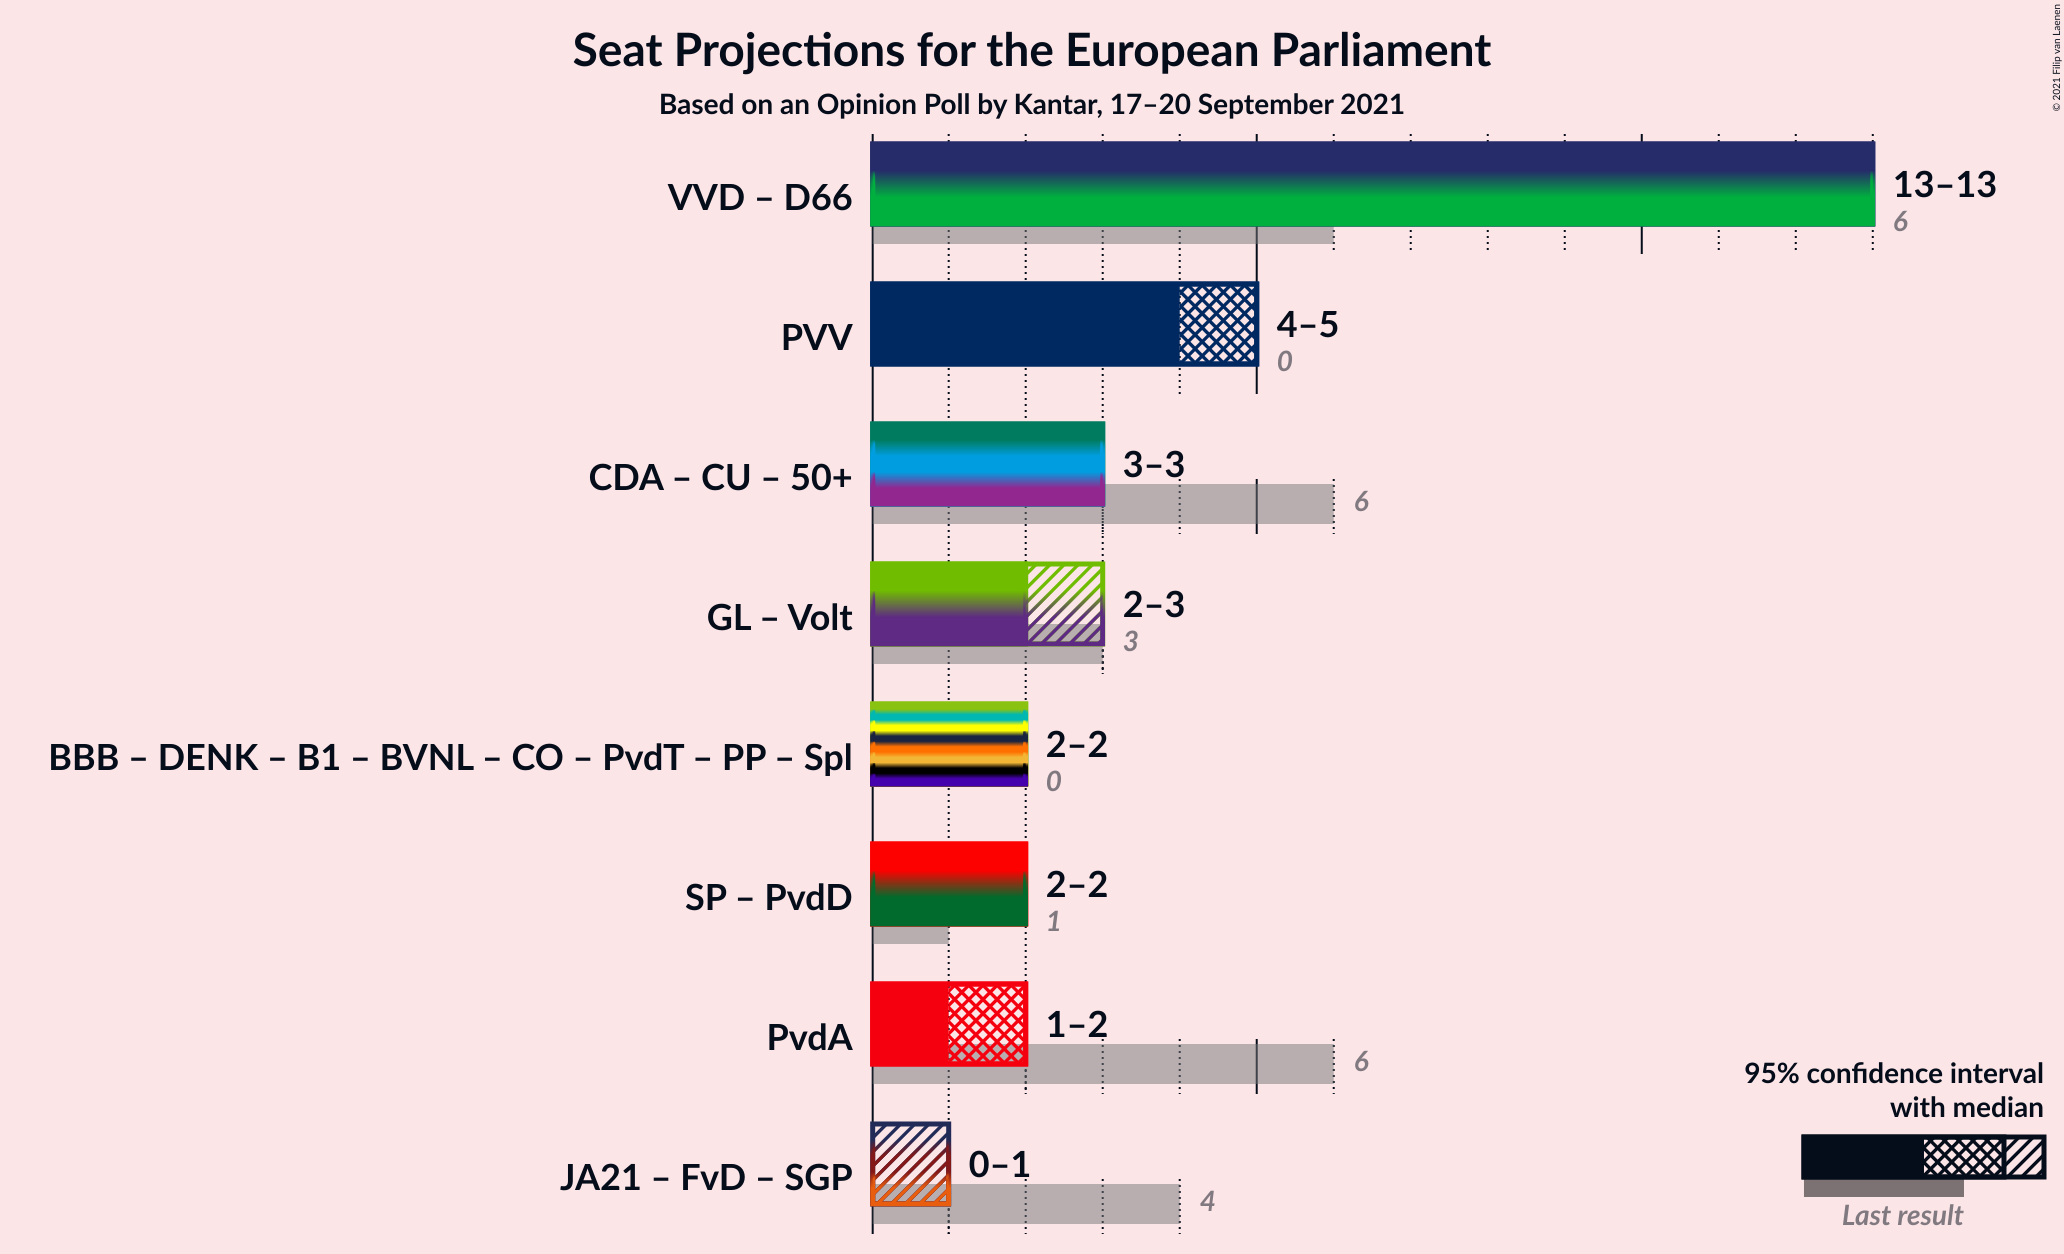 Seat Projections for the European Parliament
Based on an Opinion Poll by Kantar, 17–20 September 2021
© 2021 Filip van Laenen
VVD – D66
13–13
6
PVV
4–5
0
CDA – CU – 50+
3–3
6
GL – Volt
2–3
3
BBB – DENK – B1 – BVNL – CO – PvdT – PP – Spl
2–2
0
SP – PvdD
2–2
1
PvdA
1–2
6
JA21 – FvD – SGP
0–1
4
95% confidence interval
with median
Last result